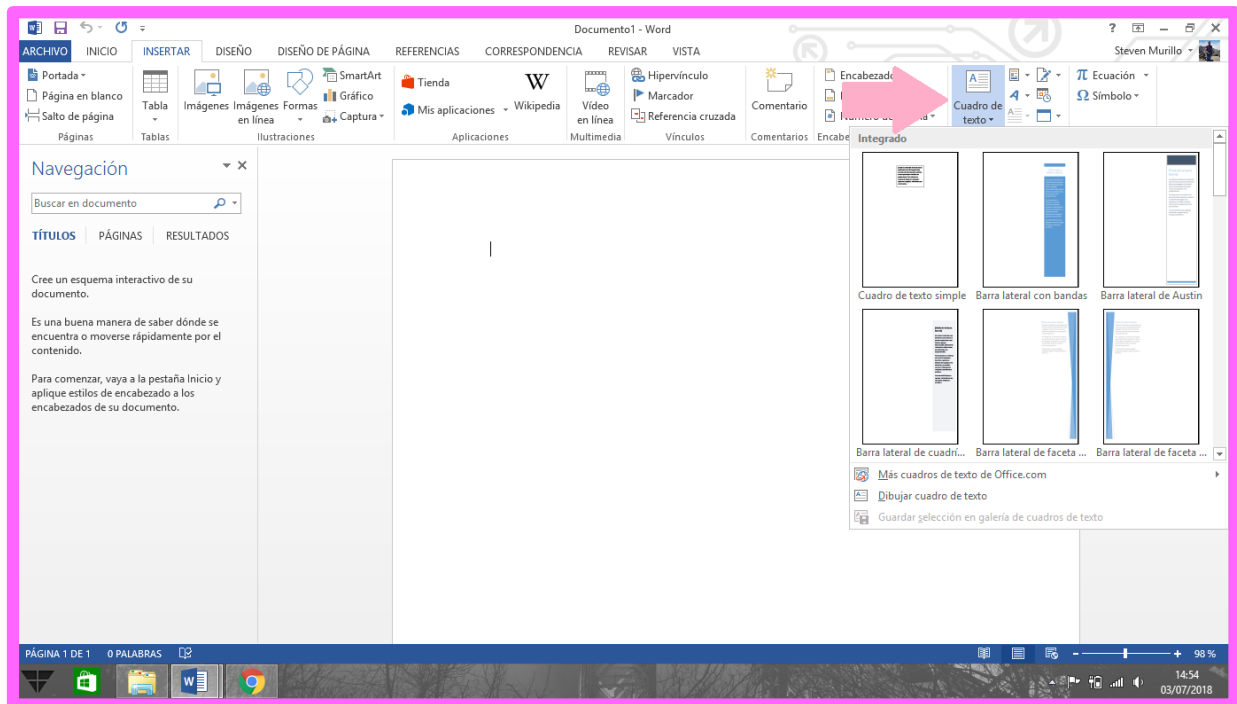 Documento1 - Word
ARCHIVO INICIO INSERTAR DISEÑO DISEÑO DE PÁGINA REFERENCIAS CORRESPONDENCIA REVISAR VISTA Steven Murillo
Portada
Página en blanco
Salto de página
Páginas
Tabla
Tablas
Imágenes
Imágenes en línea
Formas
SmartArt
Gráfico
Captura
Ilustraciones
Tienda
Mis aplicaciones
W
Wikipedia
Aplicaciones
Vídeo en línea
Multimedia
Hipervínculo
Marcador
Referencia cruzada
Vínculos
Comentario
Comentarios
Encabezado
Cuadro de texto
Ecuación
Símbolo
Integrado
Cuadro de texto simple Barra lateral con bandas Barra lateral de Austin
Barra lateral de cuadrí... Barra lateral de faceta ... Barra lateral de faceta ...
Más cuadros de texto de Office.com
Dibujar cuadro de texto
Guardar selección en galería de cuadros de texto
Navegación
Buscar en documento
TÍTULOS PÁGINAS RESULTADOS
Cree un esquema interactivo de su
documento.
Es una buena manera de saber dónde se
encuentra o moverse rápidamente por el
contenido.
Para comenzar, vaya a la pestaña Inicio y
aplique estilos de encabezado a los
encabezados de su documento.
PÁGINA 1 DE 1 0 PALABRAS 98 %
14:54
03/07/2018